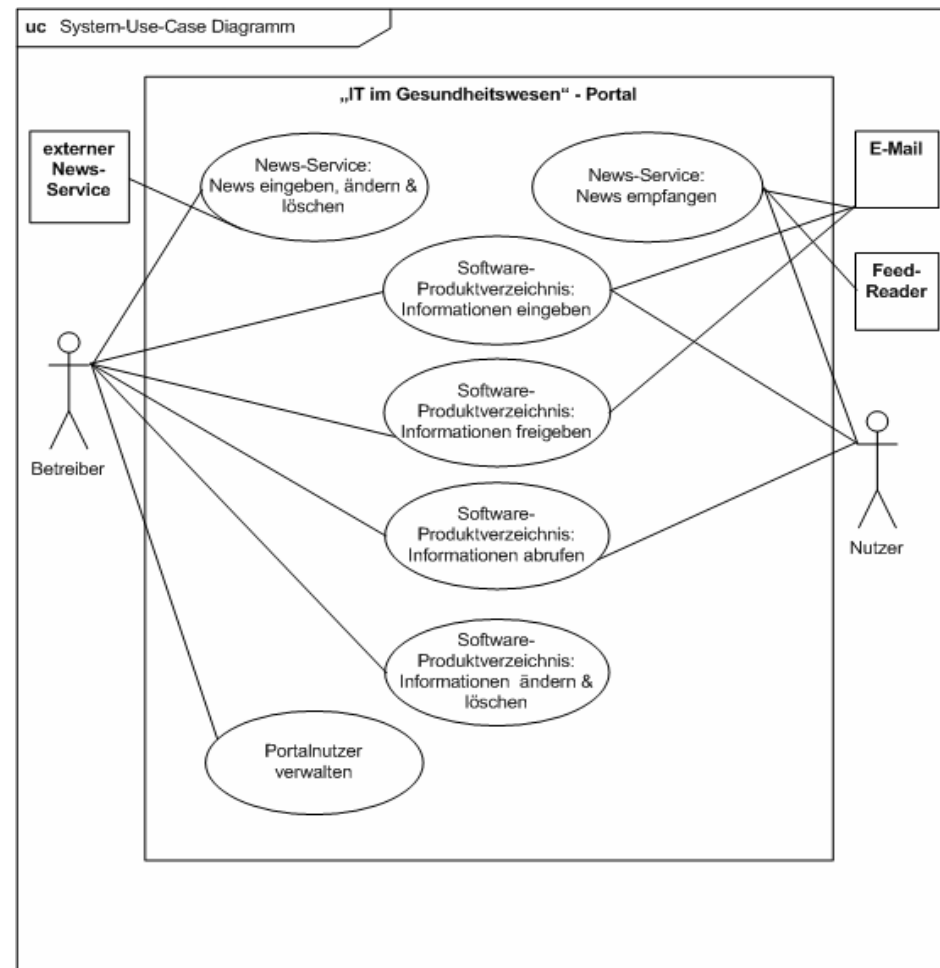 uc System-Use-Case Diagramm
„IT im Gesundheitswesen“ - Portal
externer
News-
Service
News-Service:
News eingeben, ändern &
löschen
News-Service:
News empfangen
E-Mail
Software-
Produktverzeichnis:
Informationen eingeben
Feed-
Reader
Software-
Produktverzeichnis:
Informationen freigeben
Betreiber
Software-
Produktverzeichnis:
Informationen abrufen
Nutzer
Software-
Produktverzeichnis:
Informationen ändern &
löschen
Portalnutzer
verwalten